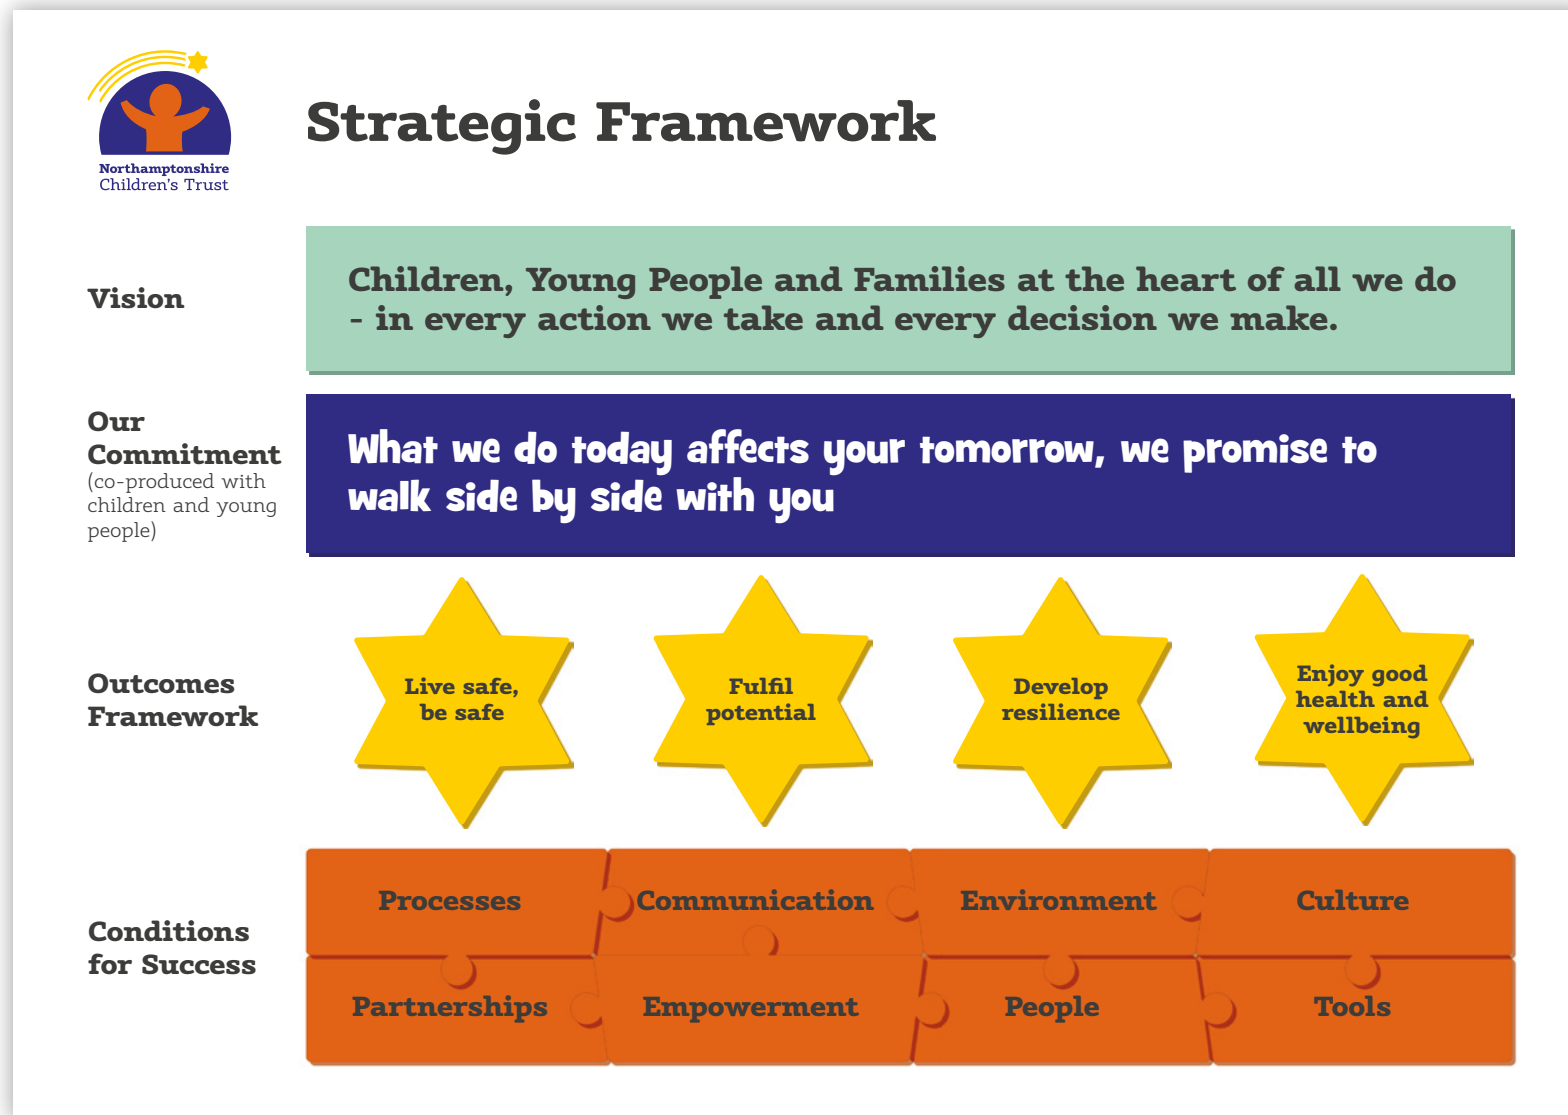 Northamptonshire
Children's Trust
Strategic Framework
Vision
Children, Young People and Families at the heart of all we do
- in every action we take and every decision we make.
Our
Commitment
(co-produced with
children and young
people)
What we do today affects your tomorrow, we promise to
walk side by side with you
Outcomes
Framework
Live safe,
be safe
Fulfil
potential
Develop
resilience
Enjoy good
health and
wellbeing
Conditions
for Success
Processes
Communication
Environment
Culture
Partnerships
Empowerment
People
Tools